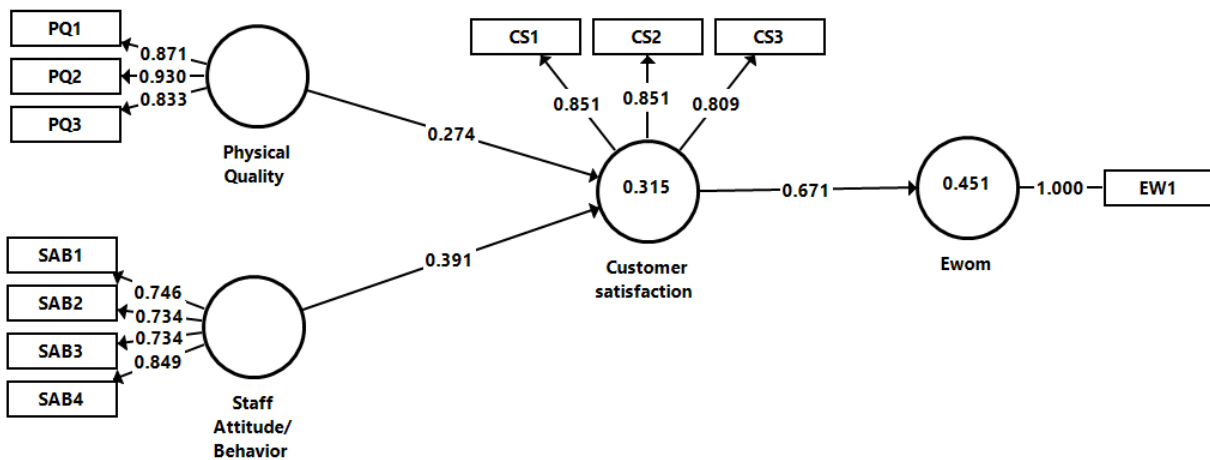 PQ1
PQ2
PQ3
0.871
0.930
0.833
Physical
Quality
SAB1
SAB2
SAB3
SAB4
0.746
0.734
0.734
0.849
Staff
Attitude/
Behavior
0.274
0.391
CS1
CS2
CS3
0.851
0.851
0.809
0.315
Customer
satisfaction
0.671
0.451
Ewom
1.000
EW1